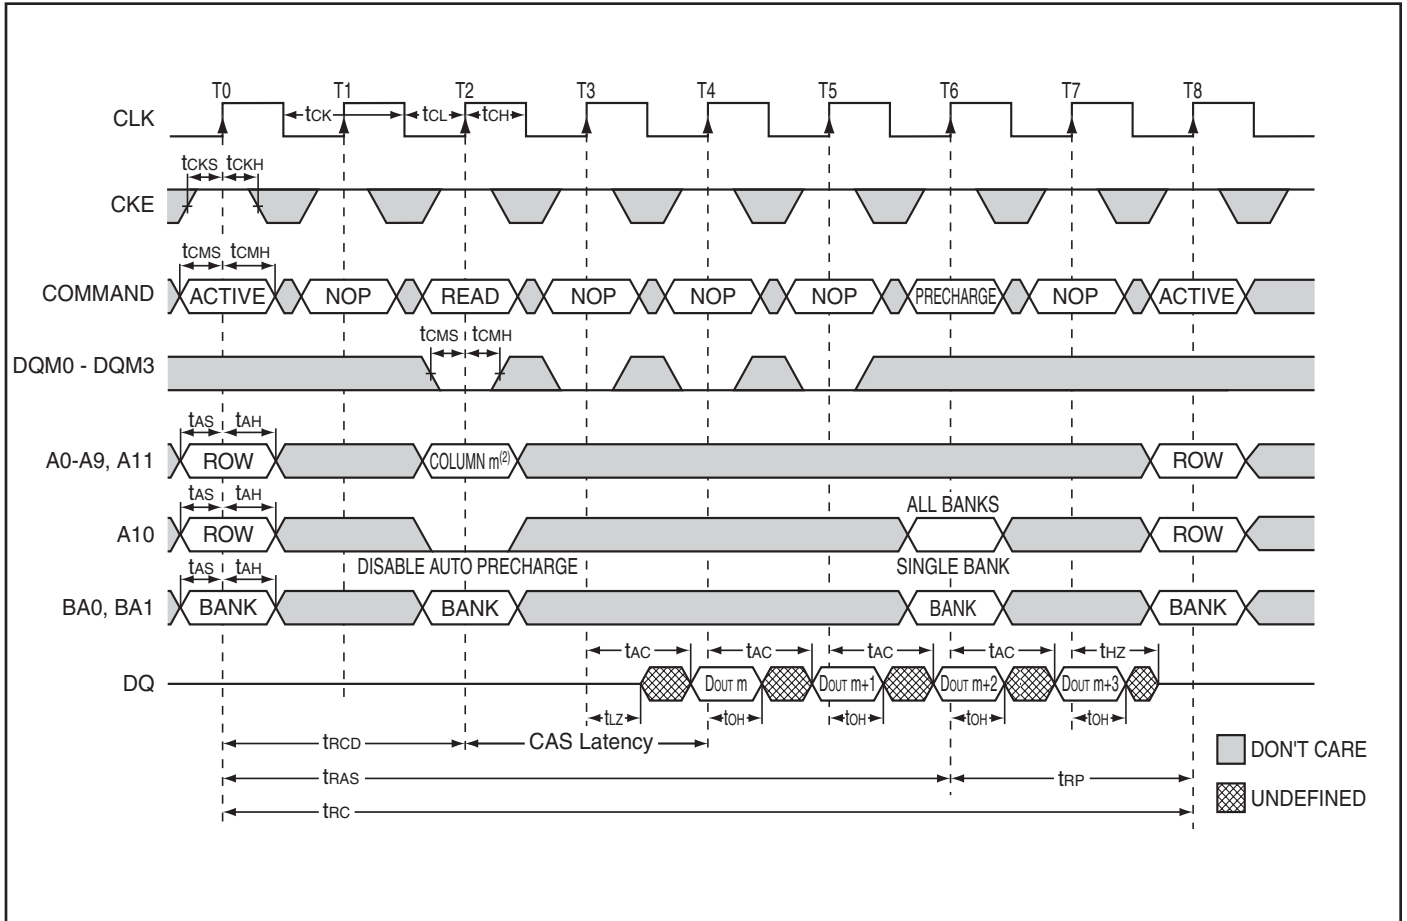 T0 T1 T2 T3 T4 T5 T6 T7 T8
CLK tCK tCL tCH
tCKS tCKH
CKE
tCMS tCMH
COMMAND ACTIVE NOP READ NOP NOP NOP PRECHARGE NOP ACTIVE
tCMS tCMH
DQM0 - DQM3
tAS tAH
A0-A9, A11 ROW COLUMN m(2) ROW
tAS tAH ALL BANKS
A10 ROW ROW
tAS tAH DISABLE AUTO PRECHARGE SINGLE BANK
BA0, BA1 BANK BANK BANK BANK
tAC tAC tAC tAC tHZ
DQ DOUT m DOUT m+1 DOUT m+2 DOUT m+3
tLZ tOH tOH tOH tOH
tRCD CAS Latency
DON'T CARE
tRAS tRP
UNDEFINED
tRC